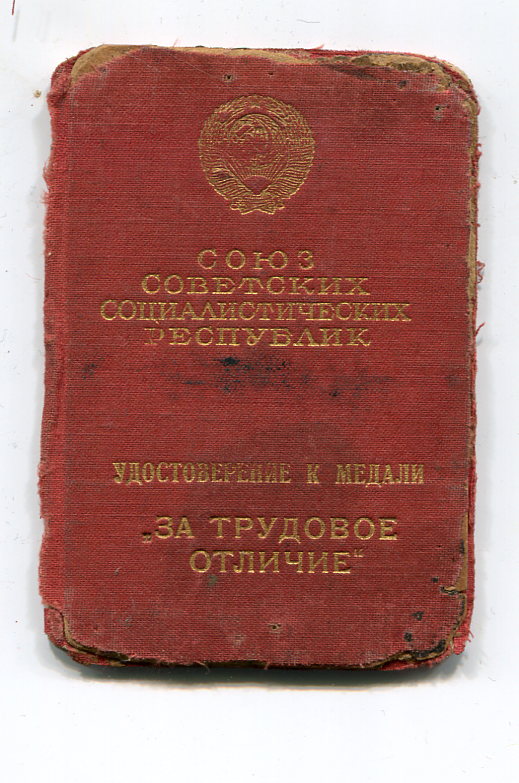 СОЮЗ
СОВЕТСКИХ
СОЦИАЛИСТИЧЕСКИХ
РЕСПУБЛИК
УДОСТОВЕРЕНИЕ К МЕДАЛИ
„ЗА ТРУДОВОЕ
ОТЛИЧИЕ“